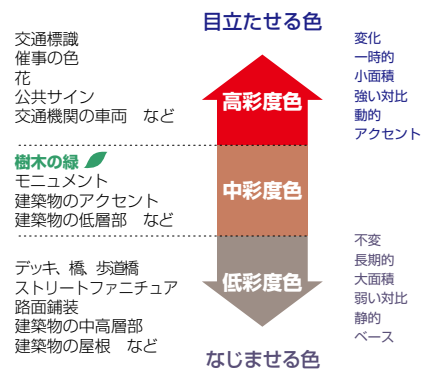 目立たせる色
交通標識
催事の色
花
公共サイン
交通機関の車両　など
高彩度色
変化
一時的
小面積
強い対比
動的
アクセント
樹木の緑
モニュメント
建築物のアクセント
建築物の低層部　など
中彩度色
デッキ、橋、歩道橋
ストリートファニチュア
路面舗装
建築物の中高層部
建築物の屋根　など
低彩度色
不変
長期的
大面積
弱い対比
静的
ベース
なじませる色